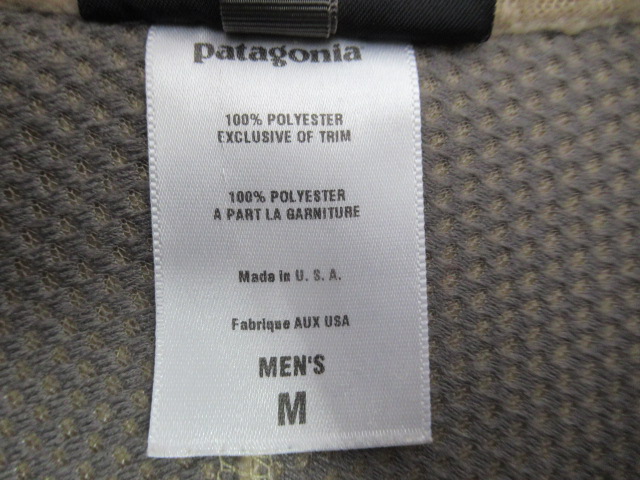 patagonia
100% POLYESTER
EXCLUSIVE OF TRIM
100% POLYESTER
A PART LA GARNITURE
Made in U. S. A.
Fabrique AUX USA
MEN'S
M